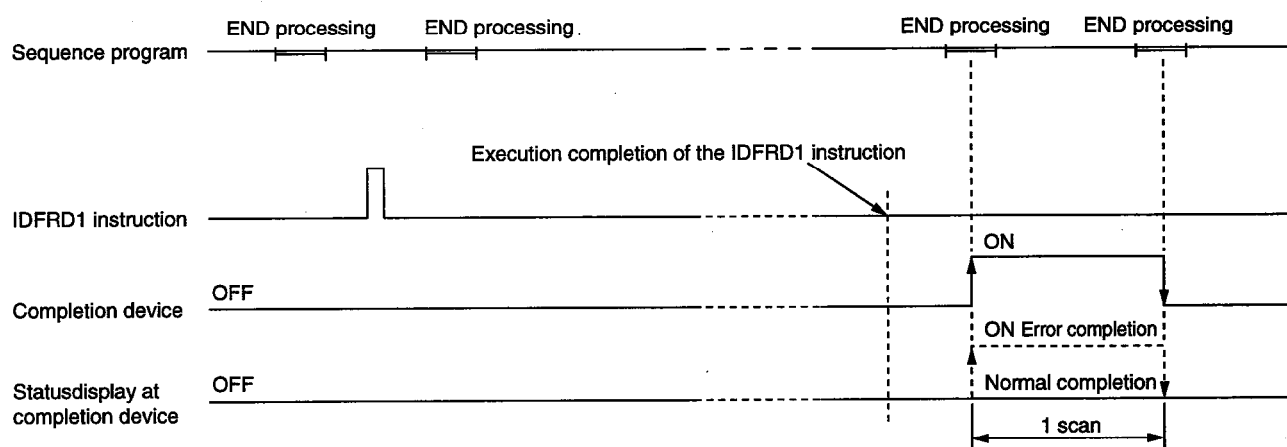 END processing
END processing
END processing
END processing
Sequence program
Execution completion of the IDFRD1 instruction
IDFRD1 instruction
ON
OFF
Completion device
ON Error completion
OFF
Normal completion
Statusdisplay at
completion device
1 scan